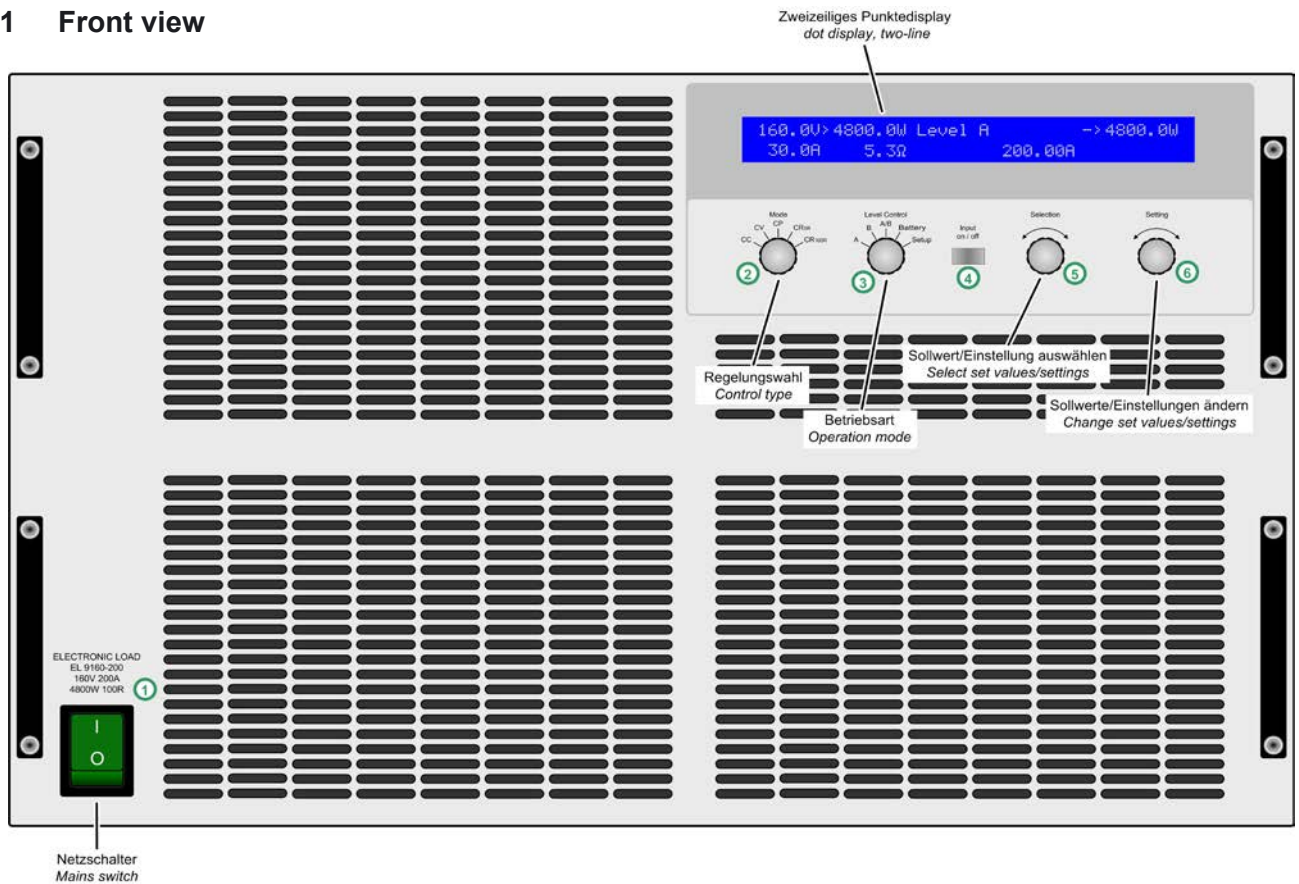 1 Front view
Zweizeiliges Punktedisplay
dot display, two-line
160.0V>4800.0W Level A ->4800.0W
30.0A 5.3Ω 200.00A
Mode
CC CV CP CR1R CR100R
Level Control
A B A/B Battery Setup
Input
on / off
Selection
Setting
2
3
4
5
6
Regelungswahl
Control type
Betriebsart
Operation mode
Sollwert/Einstellung auswählen
Select set values/settings
Sollwerte/Einstellungen ändern
Change set values/settings
ELECTRONIC LOAD
EL 9160-200
160V 200A
4800W 100R
1
I
O
Netzschalter
Mains switch